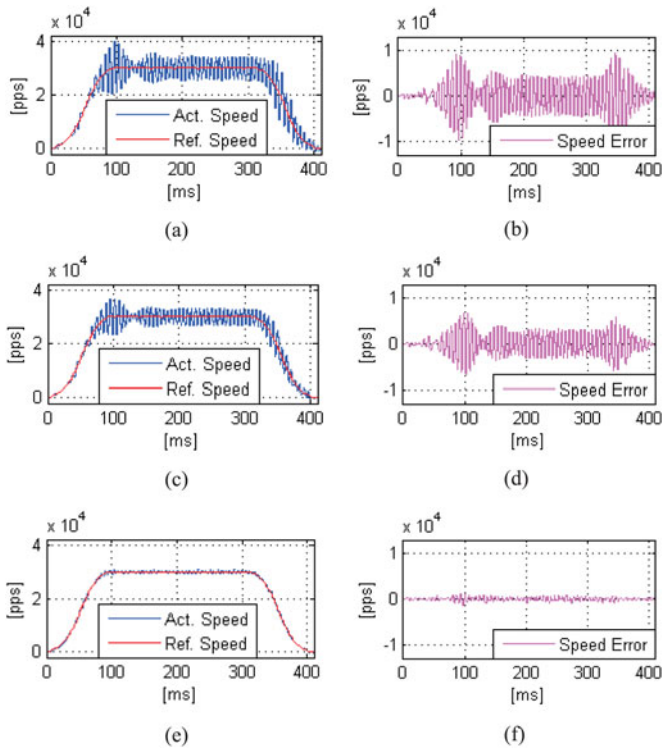 x 10^4
4
2
0
[pps]
Act. Speed
Ref. Speed
0 100 200 300 400
[ms]
(a)
x 10^4
1
0
-1
[pps]
Speed Error
0 100 200 300 400
[ms]
(b)
x 10^4
4
2
0
[pps]
Act. Speed
Ref. Speed
0 100 200 300 400
[ms]
(c)
x 10^4
1
0
-1
[pps]
Speed Error
0 100 200 300 400
[ms]
(d)
x 10^4
4
2
0
[pps]
Act. Speed
Ref. Speed
0 100 200 300 400
[ms]
(e)
x 10^4
1
0
-1
[pps]
Speed Error
0 100 200 300 400
[ms]
(f)